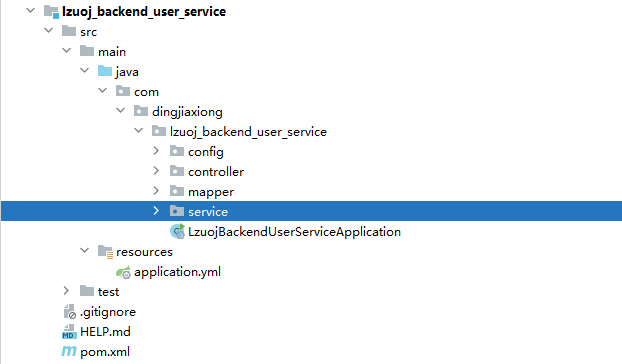 lzuoj_backend_user_service
src
main
java
com
dingjiaxiong
lzuoj_backend_user_service
config
controller
mapper
service
LzuojBackendUserServiceApplication
resources
application.yml
test
.gitignore
HELP.md
pom.xml